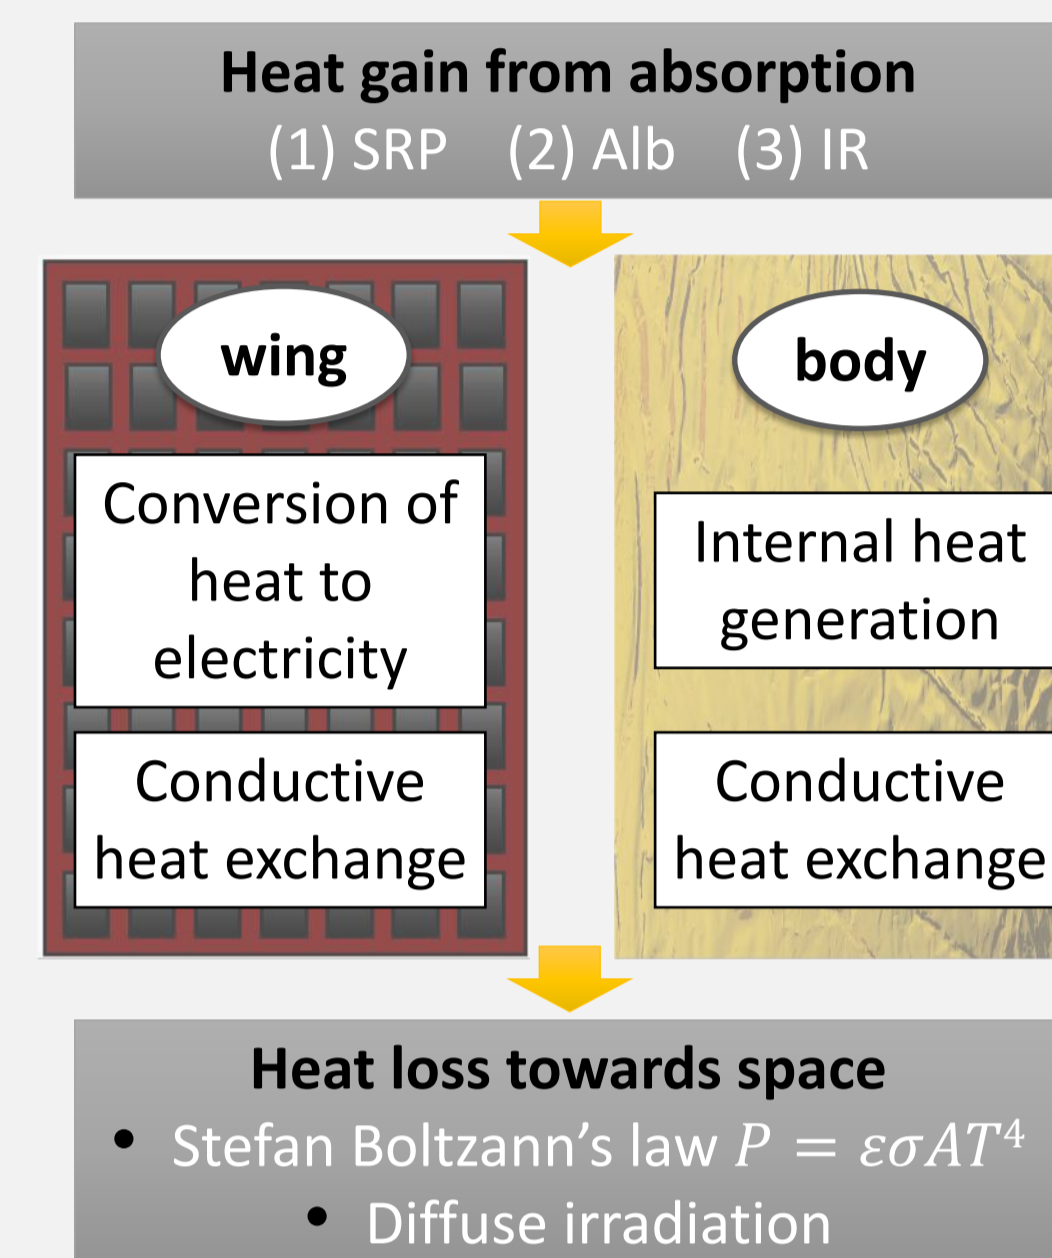 Heat gain from absorption
(1) SRP (2) Alb (3) IR
wing
Conversion of
heat to
electricity
Conductive
heat exchange
body
Internal heat
generation
Conductive
heat exchange
Heat loss towards space
• Stefan Boltzann’s law P = εσAT⁴
• Diffuse irradiation